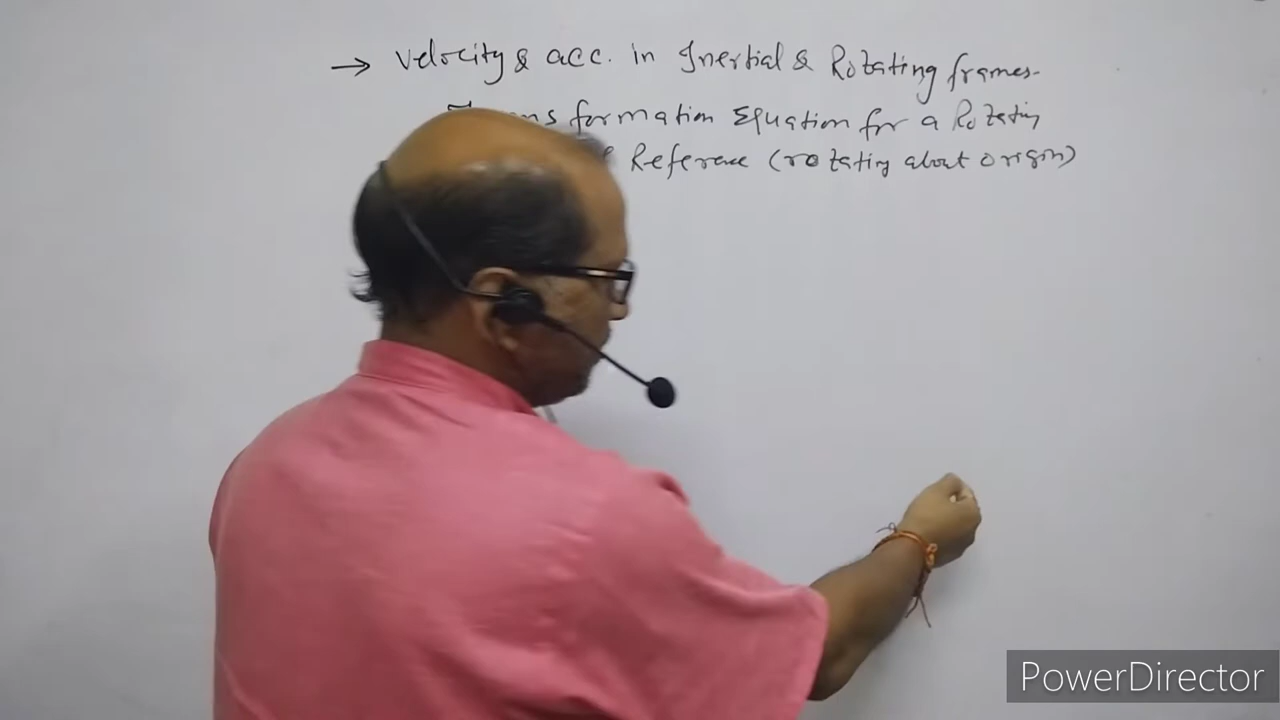 → Velocity & acc. in Inertial & Rotating frames-
formation Equation for a Rotating
Reference (rotating about origin)
PowerDirector